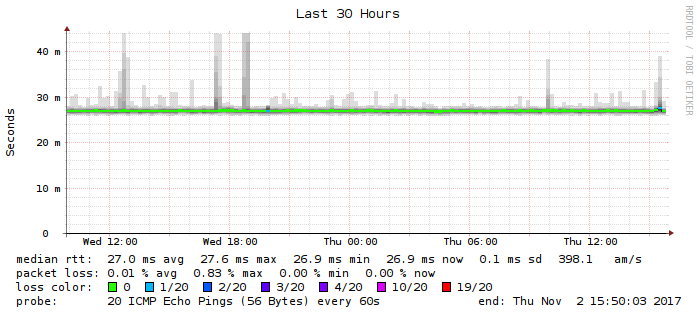 Last 30 Hours
RRDTOOL / TOBI OETIKER
Seconds
40 m
30 m
20 m
10 m
0
Wed 12:00 Wed 18:00 Thu 00:00 Thu 06:00 Thu 12:00
median rtt: 27.0 ms avg 27.6 ms max 26.9 ms min 26.9 ms now 0.1 ms sd 398.1 am/s
packet loss: 0.01 % avg 0.83 % max 0.00 % min 0.00 % now
loss color: 0 1/20 2/20 3/20 4/20 10/20 19/20
probe: 20 ICMP Echo Pings (56 Bytes) every 60s end: Thu Nov 2 15:50:03 2017